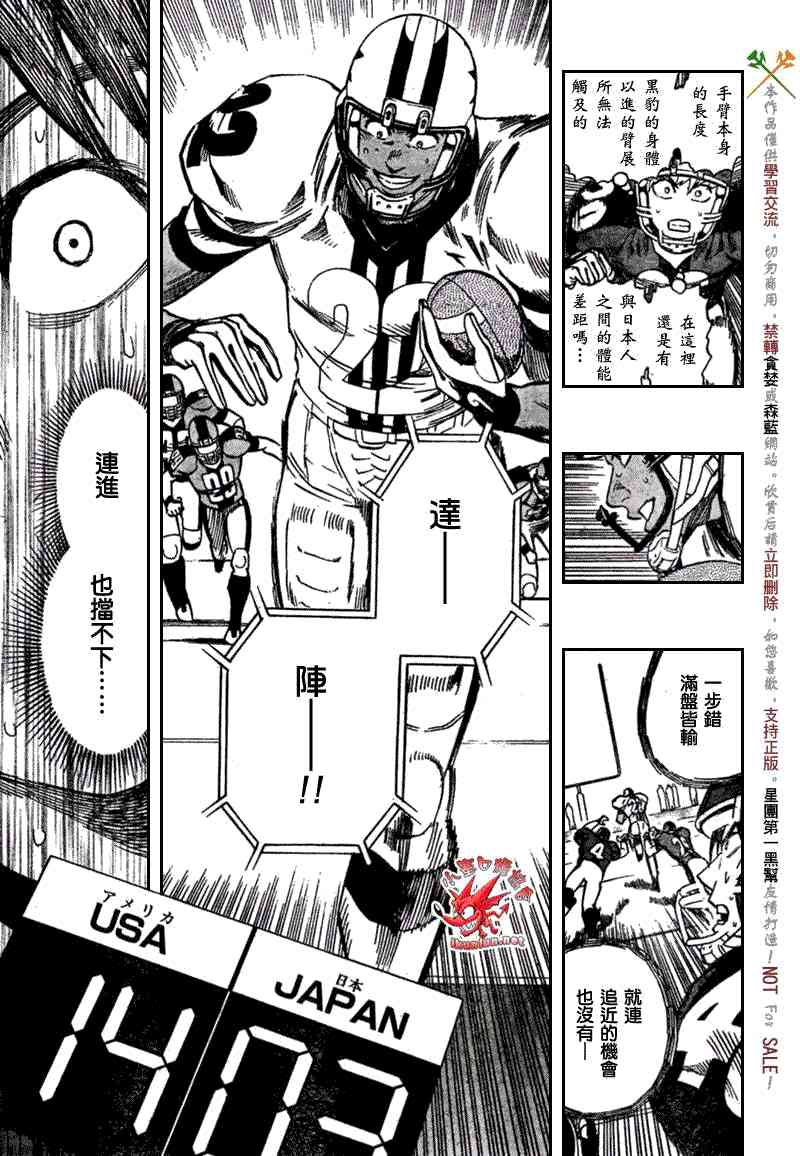 手臂本身
的長度
黑豹的身體
以進的臂展
所無法
觸及的
在這裡
還是有
與日本人
之間的體能
差距嗎…
一步錯
滿盤皆輸
就連
追近的機會
也沒有—
達—
陣—!!
連進
也擋不下……
アメリカ
USA
日本
JAPAN
14
03
22
本作品僅供學習交流，切勿商用，禁轉貪婪或森藍網站。欣賞后請立即刪除，如您喜歡，支持正版。星團第一黑幫友情打造—NOT For SALE—